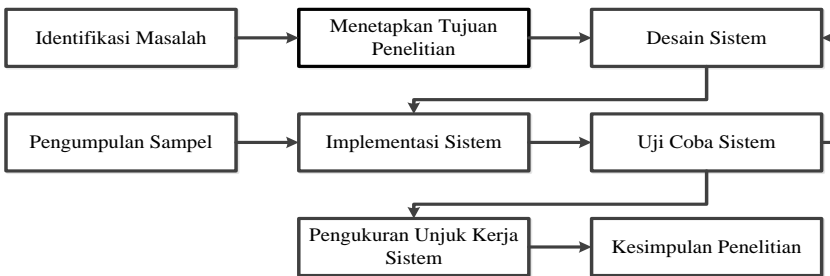 Identifikasi Masalah
Menetapkan Tujuan
Penelitian
Desain Sistem
Pengumpulan Sampel
Implementasi Sistem
Uji Coba Sistem
Pengukuran Unjuk Kerja
Sistem
Kesimpulan Penelitian